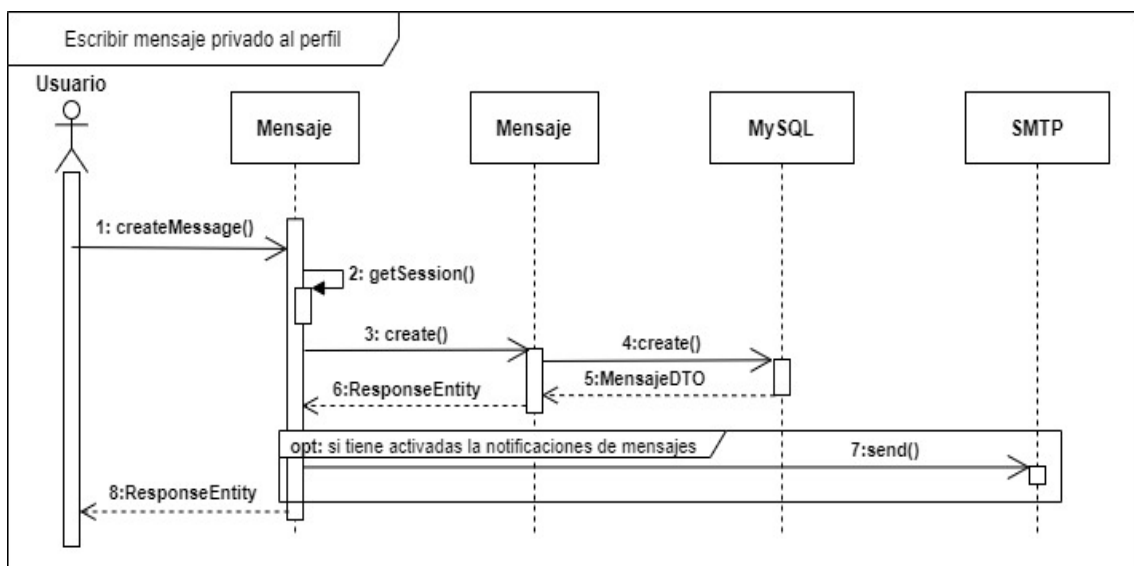 Escribir mensaje privado al perfil
Usuario
Mensaje
Mensaje
MySQL
SMTP
1: createMessage()
2: getSession()
3: create()
4:create()
5:MensajeDTO
6:ResponseEntity
opt: si tiene activadas la notificaciones de mensajes
7:send()
8:ResponseEntity